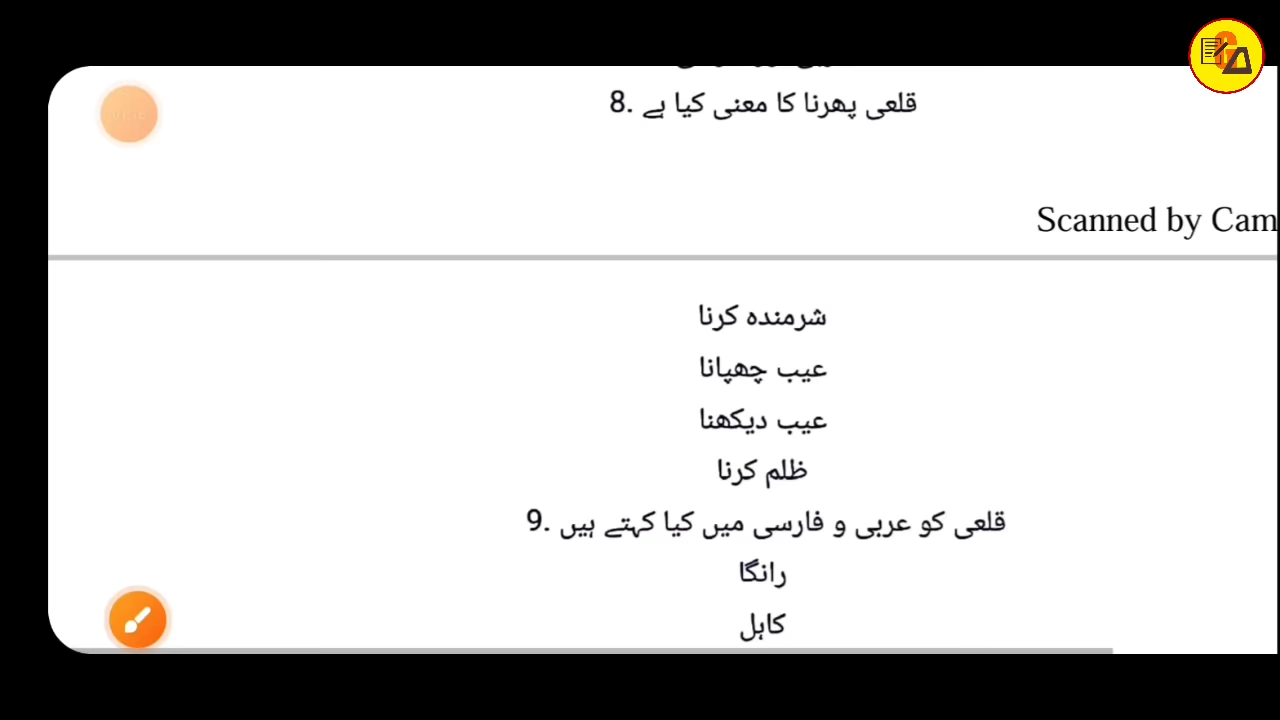 قلعی پھرنا کا معنی کیا ہے .8
Scanned by Cam
شرمندہ کرنا
عیب چھپانا
عیب دیکھنا
ظلم کرنا
قلعی کو عربی و فارسی میں کیا کہتے ہیں .9
رانگا
کاہل